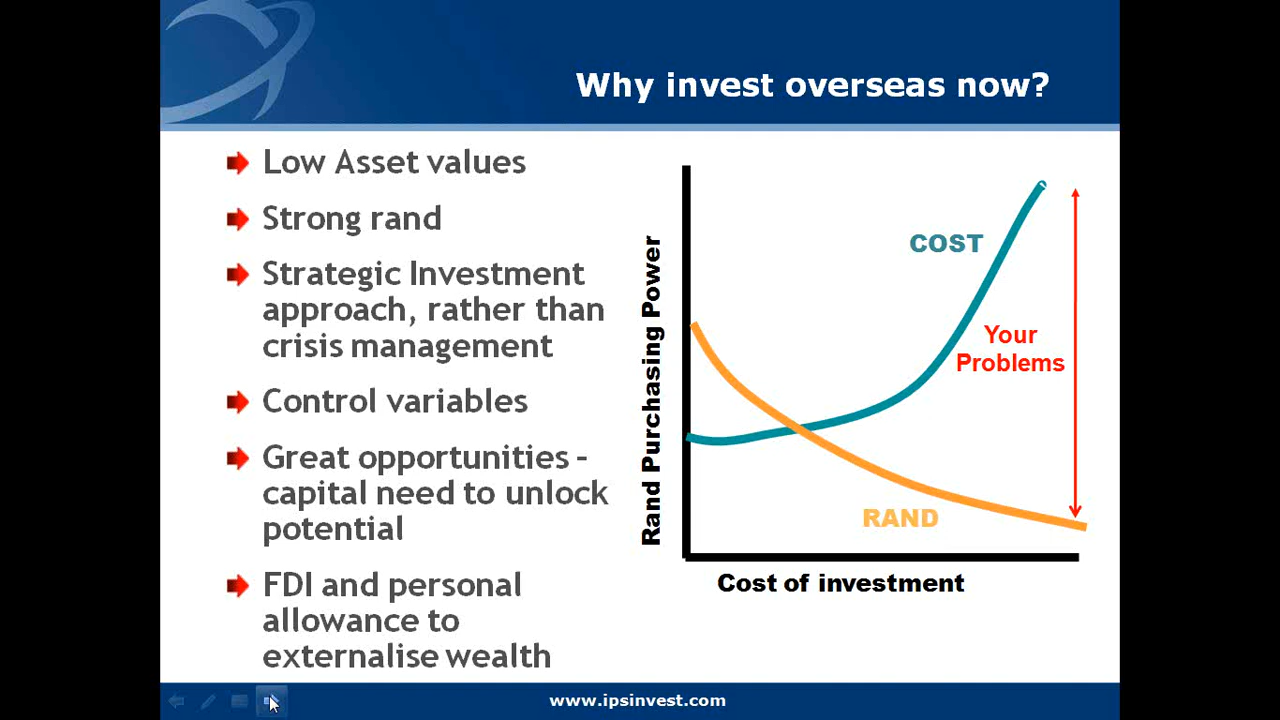 Why invest overseas now?
Low Asset values
Strong rand
Strategic Investment
approach, rather than
crisis management
Control variables
Great opportunities -
capital need to unlock
potential
FDI and personal
allowance to
externalise wealth
Rand Purchasing Power
COST
Your
Problems
RAND
Cost of investment
www.ipsinvest.com